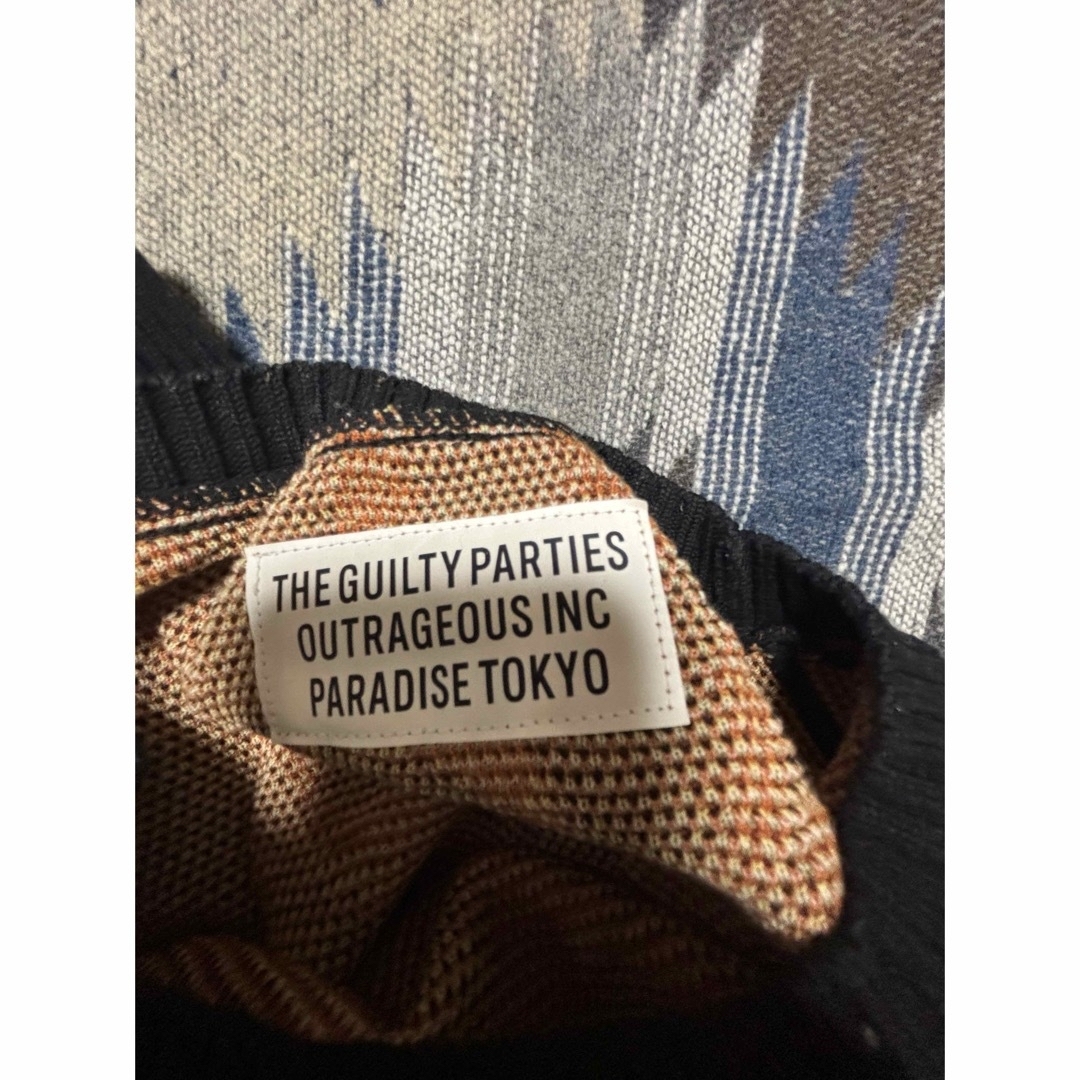 THE GUILTY PARTIES
OUTRAGEOUS INC
PARADISE TOKYO